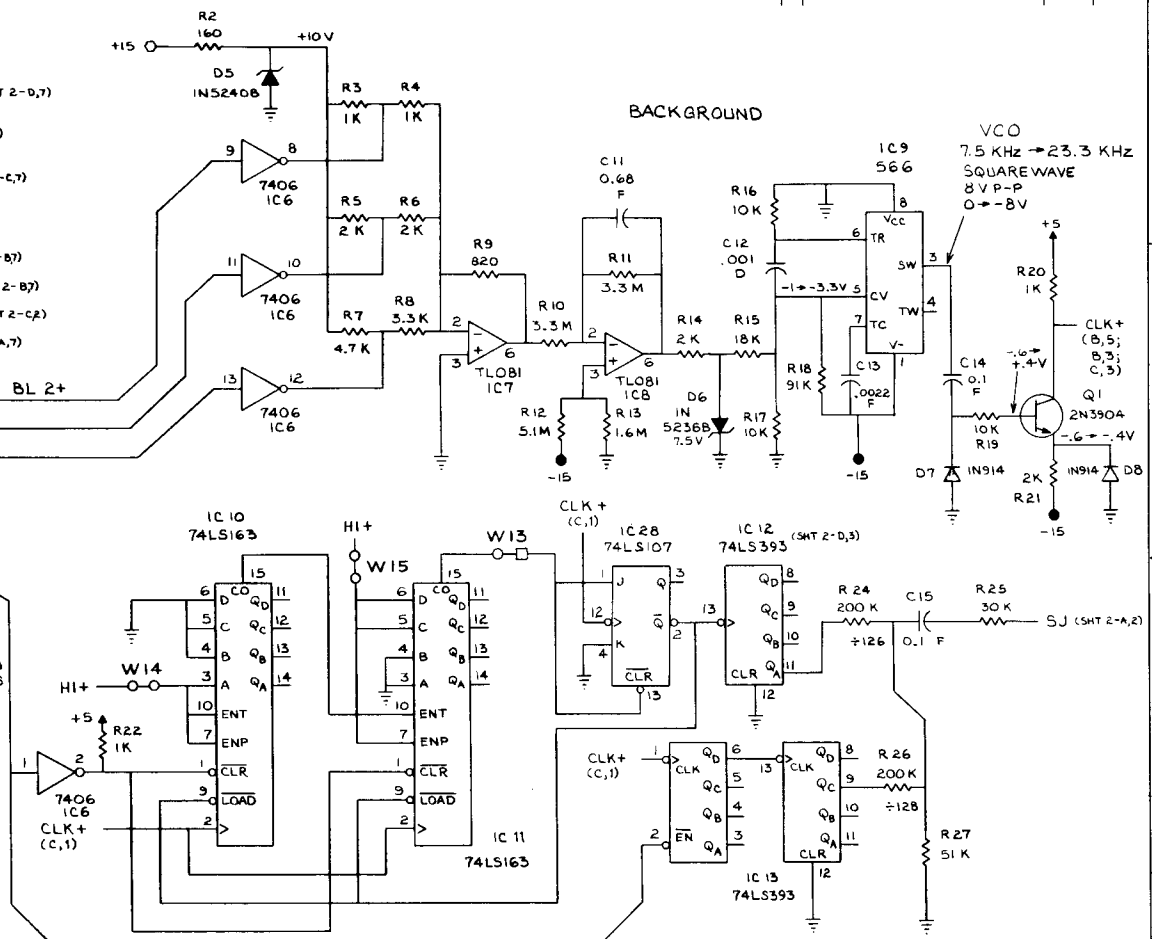 R2
160
+15
+10V
D5
1N5240B
T 2-D,7)
)
-C,7)
-B,7)
2-B,7)
T 2-C,2)
A,7)
BL 2+
9
8
7406
IC6
11
10
7406
IC6
13
12
7406
IC6
R3
1K
R4
1K
R5
2K
R6
2K
R7
4.7K
R8
3.3K
R9
820
2
3
6
TL081
IC7
BACKGROUND
C11
0.68
F
R11
3.3M
R10
3.3M
2
3
6
TL081
IC8
R12
5.1M
R13
1.6M
-15
R14
2K
R15
18K
D6
1N
5236B
7.5V
R16
10K
C12
.001
D
-1→-3.3V
R17
10K
R18
91K
C13
.0022
F
-15
IC9
566
8
VCC
6
TR
5
CV
7
TC
SW
3
TW
4
V-
1
VCO
7.5 KHz → 23.3 KHz
SQUAREWAVE
8V P-P
0→-8V
+5
R20
1K
CLK+
(B,5;
B,3;
C,3)
C14
0.1
F
-.6→
+.4V
10K
R19
Q1
2N3904
-.6→-.4V
D7
1N914
2K
R21
-15
1N914
D8
IC10
74LS163
15
CO
6
D
QD
11
5
C
QC
12
4
B
QB
13
3
A
QA
14
10
ENT
7
ENP
1
CLR
9
LOAD
2
W14
HI+
+5
R22
1K
1
2
7406
IC6
CLK+
(C,1)
HI+
W15
15
CO
6
D
QD
11
5
C
QC
12
4
B
QB
13
3
A
QA
14
10
ENT
7
ENP
1
CLR
9
LOAD
2
IC11
74LS163
W13
CLK+
(C,1)
IC28
74LS107
1
J
Q
3
12
4
K
Q
2
CLR
13
IC12
74LS393
(SHT 2-D,3)
13
QD
8
QC
9
QB
10
QA
11
CLR
12
R24
200K
÷126
C15
0.1 F
R25
30K
SJ (SHT 2-A,2)
CLK+
(C,1)
1
CLK
QD
6
QC
5
QB
4
QA
3
2
EN
13
CLK
QD
8
QC
9
QB
10
QA
11
CLR
12
IC13
74LS393
R26
200K
÷128
R27
51K